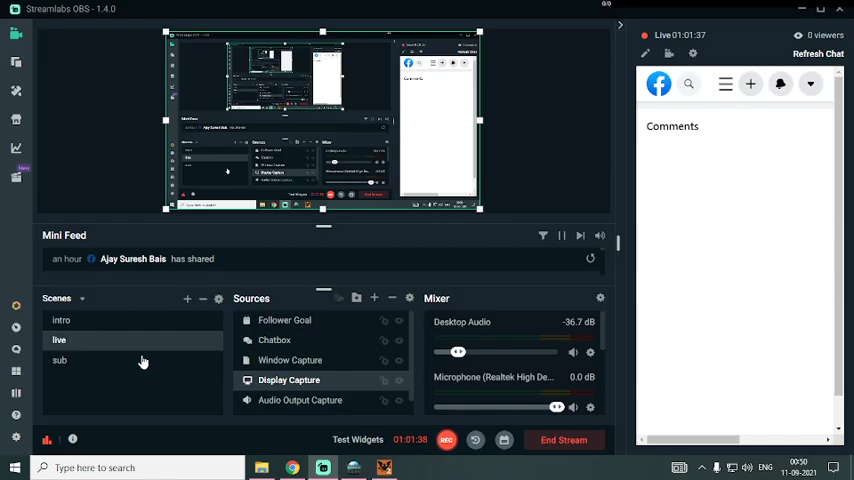 Streamlabs OBS - 1.4.0
0/0
Live 01:01:37
0 viewers
Refresh Chat
Comments
Mini Feed
an hour Ajay Suresh Bais has shared
Scenes
intro
live
sub
Sources
Follower Goal
Chatbox
Window Capture
Display Capture
Audio Output Capture
Mixer
Desktop Audio -36.7 dB
Microphone (Realtek High De... 0.0 dB
Test Widgets 01:01:38 REC End Stream
Type here to search
ENG
00:50
11-09-2021